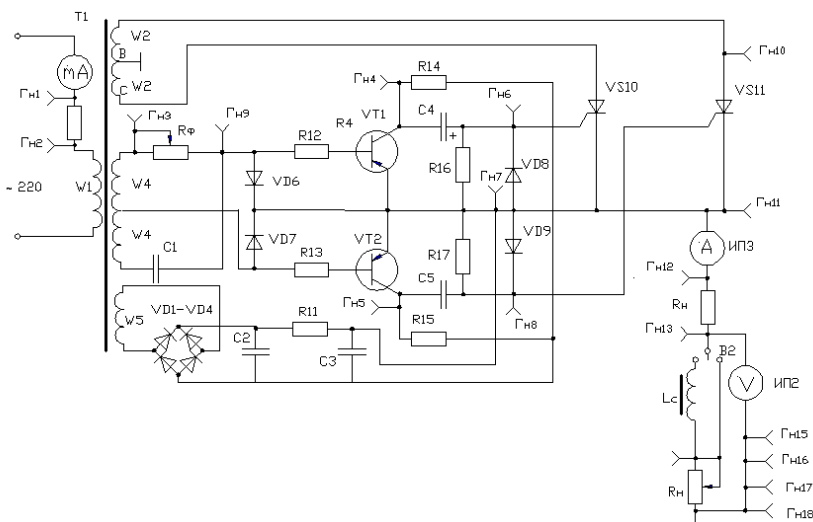 T1
W2
B
W2
C
mA
Гн1
Гн2
~ 220
W1
Гн3
Гн9
Rф
W4
W4
C1
VD6
VD7
R12
R13
R4
VT1
VT2
Гн4
R14
C4
+
Гн6
R16
Гн7
VD8
VS10
VS11
Гн10
Гн11
R17
VD9
C5
Гн5
R15
Гн8
W5
VD1-VD4
C2
R11
C3
A
ИП3
Гн12
Rн
Гн13
B2
Lc
V
ИП2
Rн
Гн15
Гн16
Гн17
Гн18